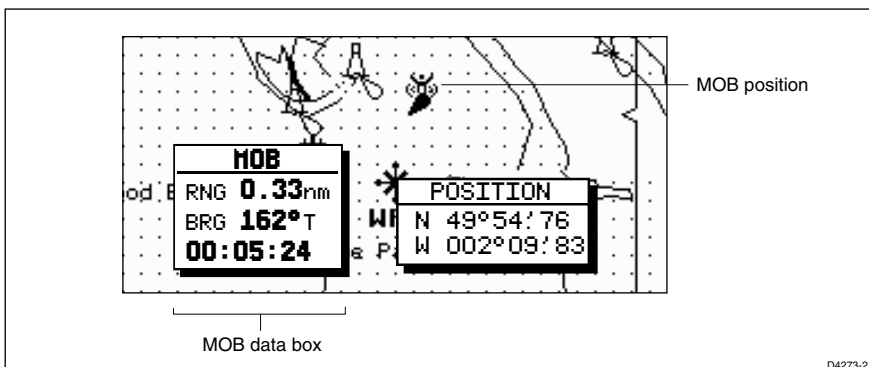 MOB position
MOB
RNG 0.33nm
BRG 162°T
00:05:24
POSITION
N 49°54'.76
W 002°09'.83
MOB data box
D4273-2